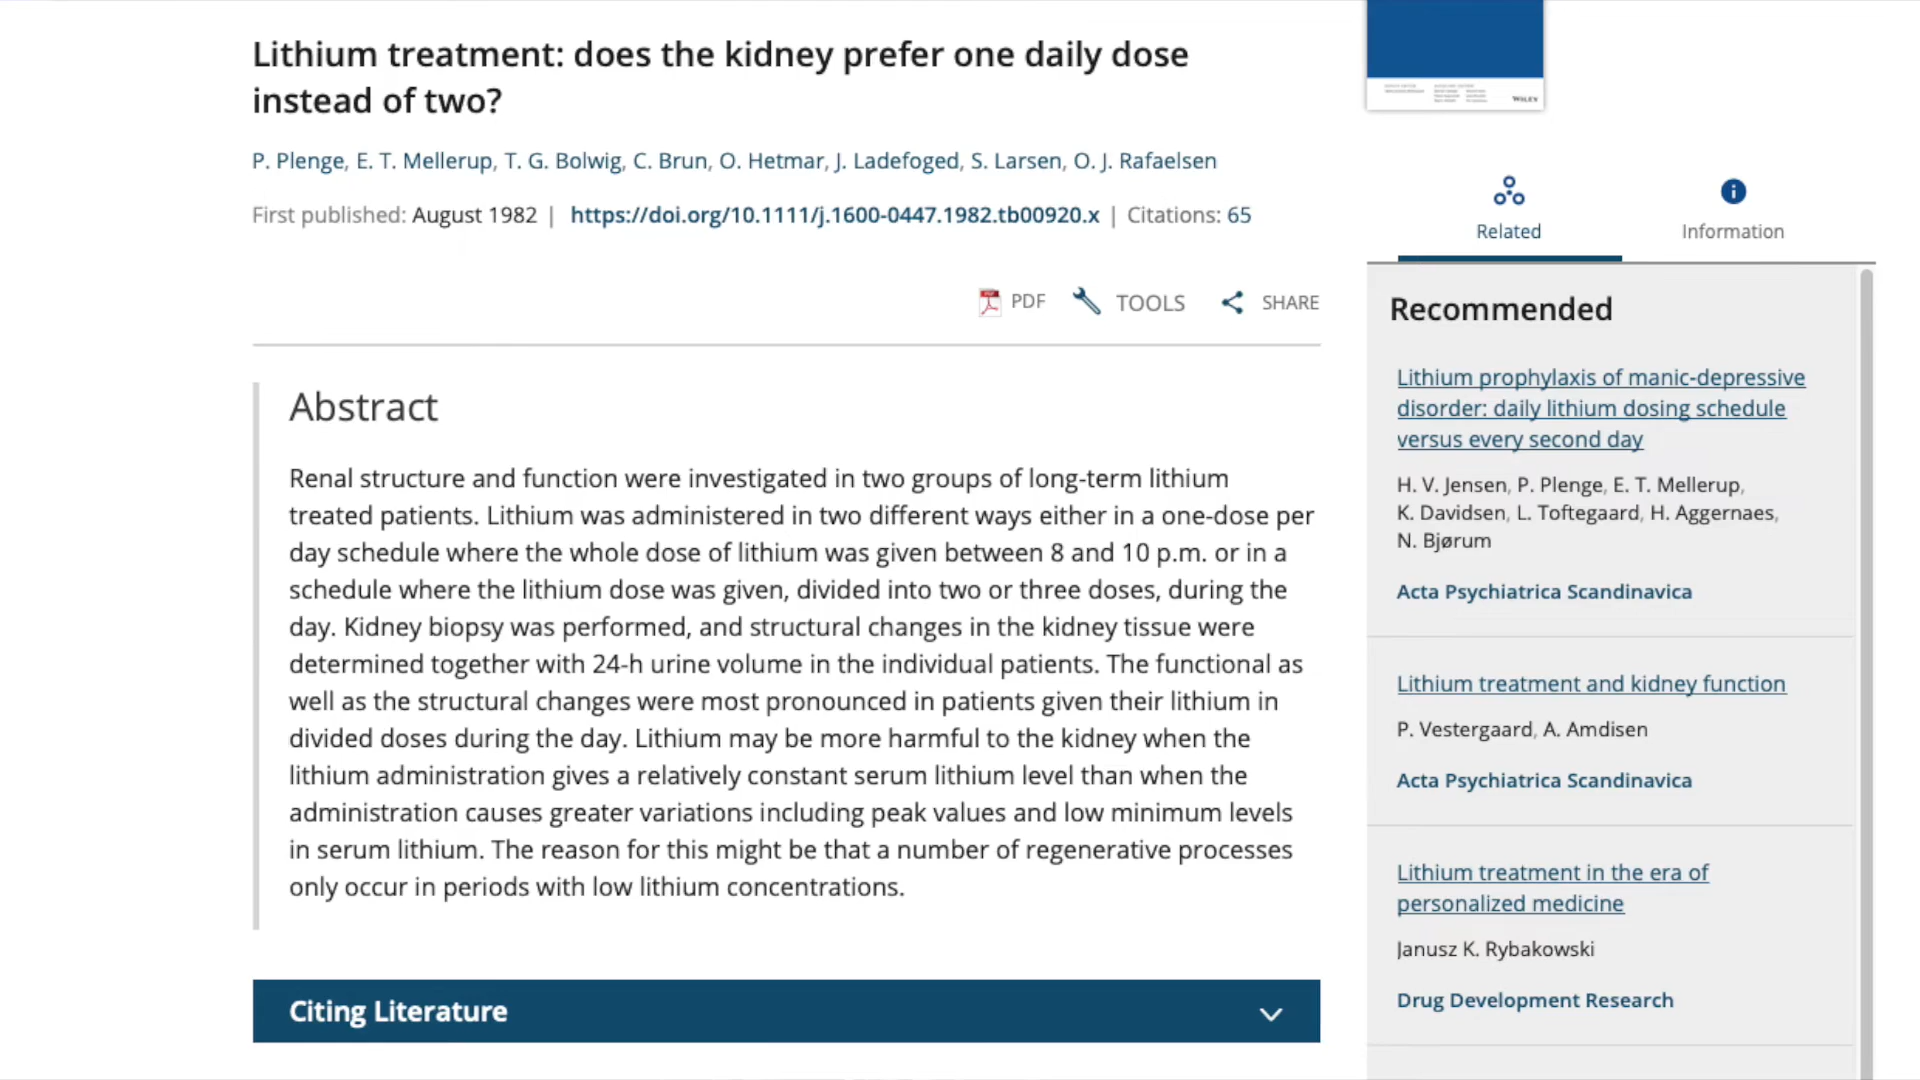 Lithium treatment: does the kidney prefer one daily dose
instead of two?
P. Plenge, E. T. Mellerup, T. G. Bolwig, C. Brun, O. Hetmar, J. Ladefoged, S. Larsen, O. J. Rafaelsen
First published: August 1982 | https://doi.org/10.1111/j.1600-0447.1982.tb00920.x | Citations: 65
PDF TOOLS SHARE
Abstract
Renal structure and function were investigated in two groups of long-term lithium
treated patients. Lithium was administered in two different ways either in a one-dose per
day schedule where the whole dose of lithium was given between 8 and 10 p.m. or in a
schedule where the lithium dose was given, divided into two or three doses, during the
day. Kidney biopsy was performed, and structural changes in the kidney tissue were
determined together with 24-h urine volume in the individual patients. The functional as
well as the structural changes were most pronounced in patients given their lithium in
divided doses during the day. Lithium may be more harmful to the kidney when the
lithium administration gives a relatively constant serum lithium level than when the
administration causes greater variations including peak values and low minimum levels
in serum lithium. The reason for this might be that a number of regenerative processes
only occur in periods with low lithium concentrations.
Citing Literature
WILEY
Related
Information
Recommended
Lithium prophylaxis of manic-depressive
disorder: daily lithium dosing schedule
versus every second day
H. V. Jensen, P. Plenge, E. T. Mellerup,
K. Davidsen, L. Toftegaard, H. Aggernaes,
N. Bjørum
Acta Psychiatrica Scandinavica
Lithium treatment and kidney function
P. Vestergaard, A. Amdisen
Acta Psychiatrica Scandinavica
Lithium treatment in the era of
personalized medicine
Janusz K. Rybakowski
Drug Development Research